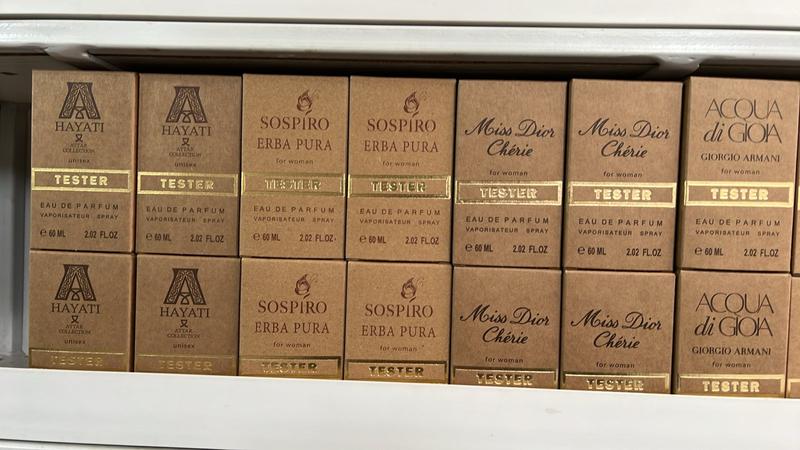 HAYATI
ATTAR
COLLECTION
unisex
TESTER
EAU DE PARFUM
VAPORISATEUR SPRAY
e 60 ML 2.02 FL.OZ
HAYATI
ATTAR
COLLECTION
unisex
TESTER
EAU DE PARFUM
VAPORISATEUR SPRAY
e 60 ML 2.02 FL.OZ
SOSPIRO
ERBA PURA
for woman
TESTER
EAU DE PARFUM
VAPORISATEUR SPRAY
e 60 ML 2.02 FL.OZ.
SOSPIRO
ERBA PURA
for woman
TESTER
EAU DE PARFUM
VAPORISATEUR SPRAY
e 60 ML 2.02 FL.OZ
Miss Dior
Chérie
for woman
TESTER
EAU DE PARFUM
VAPORISATEUR SPRAY
e 60 ML 2.02 FL.OZ
Miss Dior
Chérie
for woman
TESTER
EAU DE PARFUM
VAPORISATEUR SPRAY
e 60 ML 2.02 FL.OZ
ACQUA
di GIOIA
GIORGIO ARMANI
for woman
TESTER
EAU DE PARFUM
VAPORISATEUR SPRAY
e 60 ML 2.02 FL.OZ
HAYATI
ATTAR
COLLECTION
unisex
TESTER
HAYATI
ATTAR
COLLECTION
unisex
TESTER
SOSPIRO
ERBA PURA
for woman
TESTER
SOSPIRO
ERBA PURA
for woman
TESTER
Miss Dior
Chérie
for woman
TESTER
Miss Dior
Chérie
for woman
TESTER
ACQUA
di GIOIA
GIORGIO ARMANI
for woman
TESTER